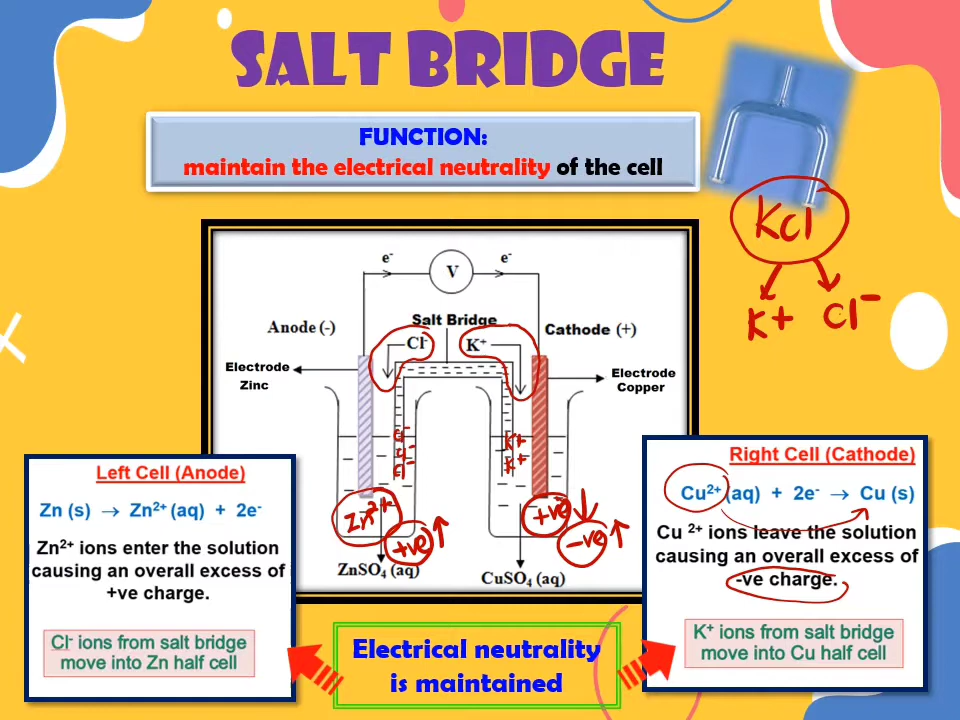 SALT BRIDGE
FUNCTION:
maintain the electrical neutrality of the cell
KCl
K+ Cl⁻
e⁻ V e⁻
Anode (-)
Salt Bridge
Cathode (+)
Cl⁻ K⁺
Electrode
Zinc
Electrode
Copper
Cl⁻
Cl⁻
Cl⁻
K+
K+
Zn²⁺
+ve
+ve
-ve
ZnSO₄ (aq)
CuSO₄ (aq)
Left Cell (Anode)
Zn (s) → Zn²⁺ (aq) + 2e⁻
Zn²⁺ ions enter the solution
causing an overall excess of
+ve charge.
Cl⁻ ions from salt bridge
move into Zn half cell
Right Cell (Cathode)
Cu²⁺ (aq) + 2e⁻ → Cu (s)
Cu ²⁺ ions leave the solution
causing an overall excess of
-ve charge.
K⁺ ions from salt bridge
move into Cu half cell
Electrical neutrality
is maintained